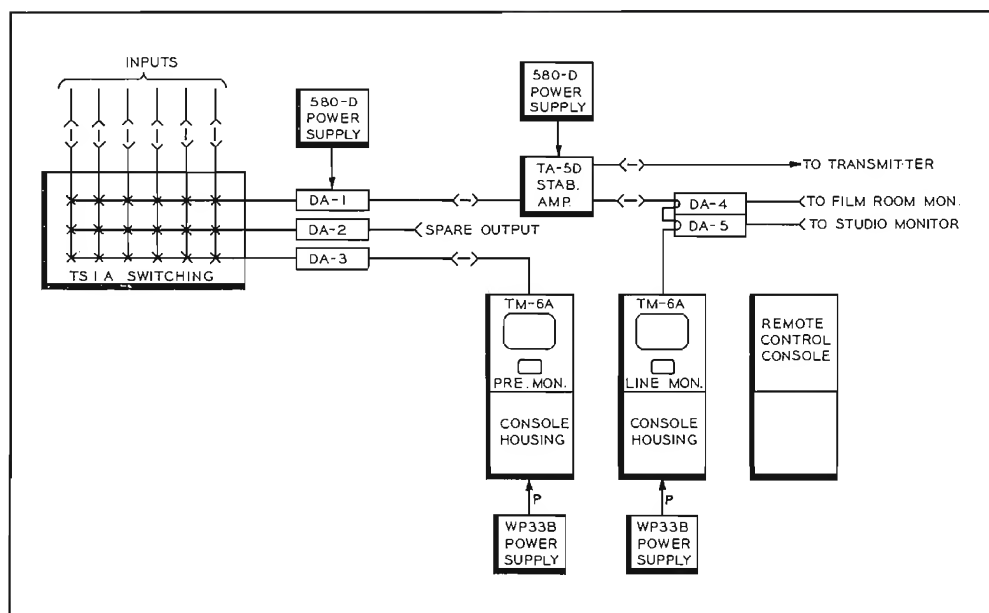 INPUTS
580-D
POWER
SUPPLY
580-D
POWER
SUPPLY
TA-5D
STAB.
AMP.
TO TRANSMITTER
DA-1
DA-4
TO FILM ROOM MON.
DA-2
SPARE OUTPUT
DA-5
TO STUDIO MONITOR
DA-3
TS1A SWITCHING
TM-6A
PRE. MON.
CONSOLE
HOUSING
TM-6A
LINE MON.
CONSOLE
HOUSING
REMOTE
CONTROL
CONSOLE
P
P
WP33B
POWER
SUPPLY
WP33B
POWER
SUPPLY